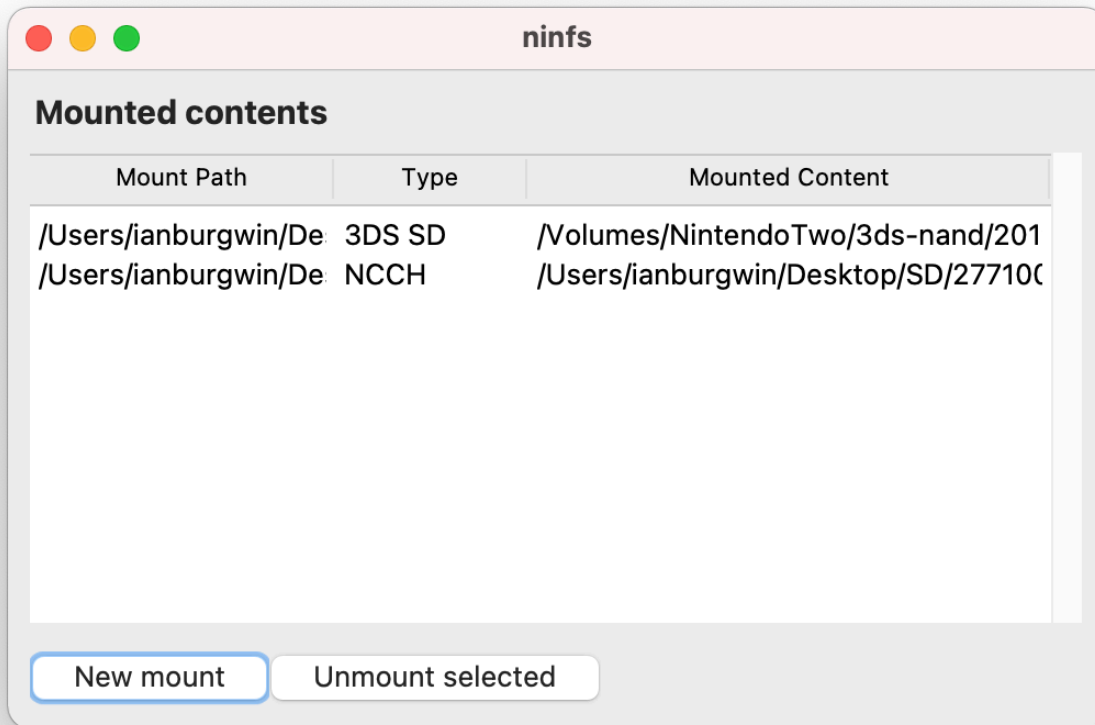 ninfs
Mounted contents
Mount Path Type Mounted Content
/Users/ianburgwin/De 3DS SD /Volumes/NintendoTwo/3ds-nand/201
/Users/ianburgwin/De NCCH /Users/ianburgwin/Desktop/SD/27710
New mount Unmount selected